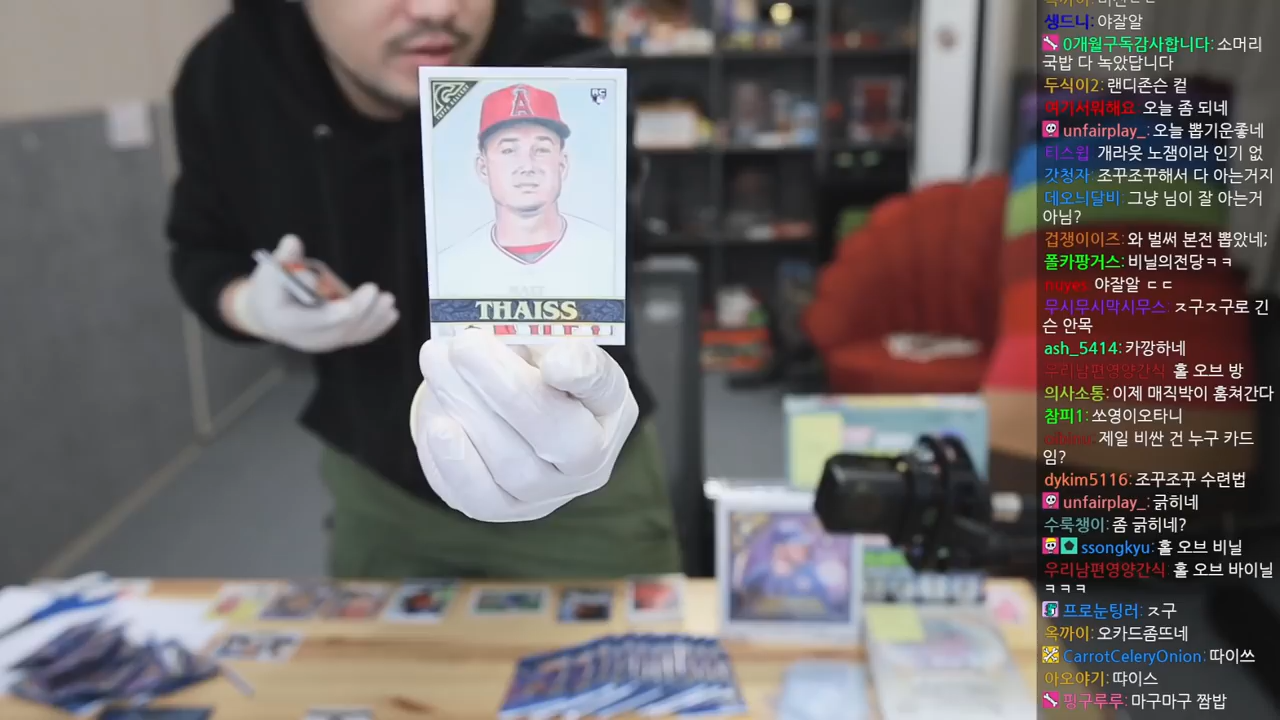 생드니: 야잘알
0개월구독감사합니다: 소머리
국밥 다 녹았답니다
두식이2: 랜디존슨 컽
여기서뭐해요: 오늘 좀 되네
unfairplay_: 오늘 뽑기운좋네
티스윕: 개라웃 노잼이라 인기 없
갓청자: 조꾸조꾸해서 다 아는거지
데오늬달비: 그냥 님이 잘 아는거
아님?
겁쟁이이즈: 와 벌써 본전 뽑았네;
폴카팡거스: 비닐의전당ㅋㅋ
nuyes: 야잘알 ㄷㄷ
무시무시막시무스: ㅈ구ㅈ구로 긴
슨 안목
ash_5414: 카깡하네
우리남편영양간식: 홀 오브 방
의사소통: 이제 매직박이 훔쳐간다
참피1: 쏘영이오타니
제일 비싼 건 누구 카드
임?
dykim5116: 조꾸조꾸 수련법
unfairplay_: 긁히네
수룩챙이: 좀 긁히네?
ssongkyu: 홀 오브 비닐
우리남편영양간식: 홀 오브 바이닐
ㅋㅋㅋ
프로눈팅러: ㅈ구
옥까이: 오카드좀뜨네
CarrotCeleryOnion: 따이쓰
아오야기: 땨이스
핑구루루: 마구마구 짬밥
A
RC
THAISS